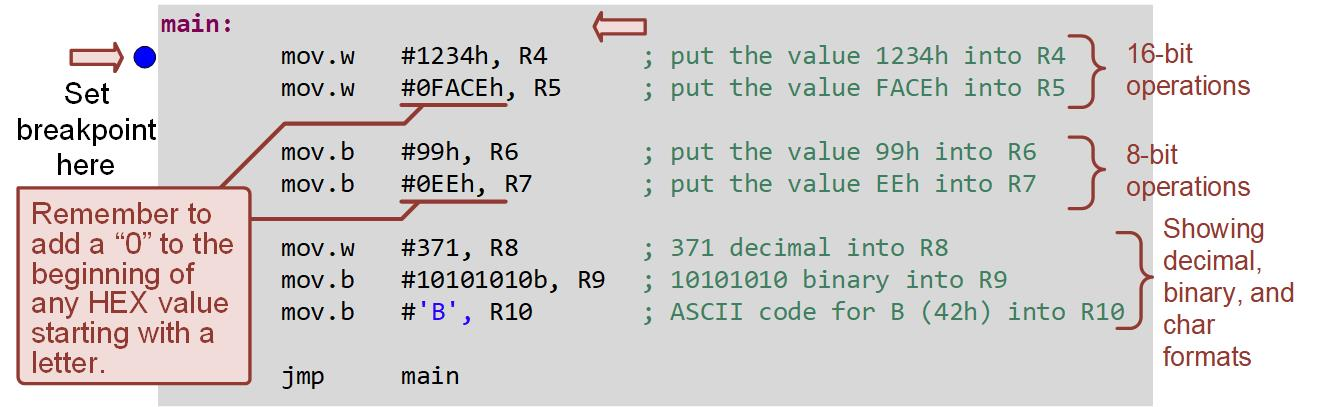 main:
mov.w #1234h, R4 ; put the value 1234h into R4
mov.w #0FACEh, R5 ; put the value FACEh into R5
mov.b #99h, R6 ; put the value 99h into R6
mov.b #0EEh, R7 ; put the value EEh into R7
mov.w #371, R8 ; 371 decimal into R8
mov.b #10101010b, R9 ; 10101010 binary into R9
mov.b #'B', R10 ; ASCII code for B (42h) into R10
jmp main
Set
breakpoint
here
Remember to
add a “0” to the
beginning of
any HEX value
starting with a
letter.
16-bit
operations
8-bit
operations
Showing
decimal,
binary, and
char
formats